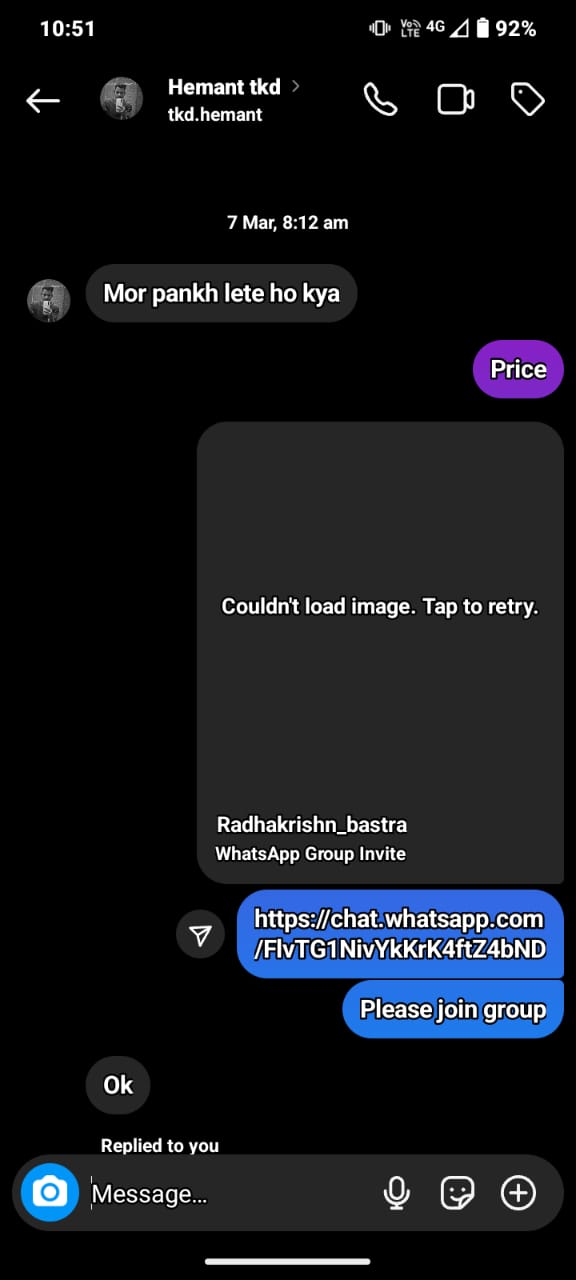 10:51
Vo LTE 4G 92%
Hemant tkd
tkd.hemant
7 Mar, 8:12 am
Mor pankh lete ho kya
Price
Couldn't load image. Tap to retry.
Radhakrishn_bastra
WhatsApp Group Invite
https://chat.whatsapp.com
/FlvTG1NivYkKrK4ftZ4bND
Please join group
Ok
Replied to you
Message...